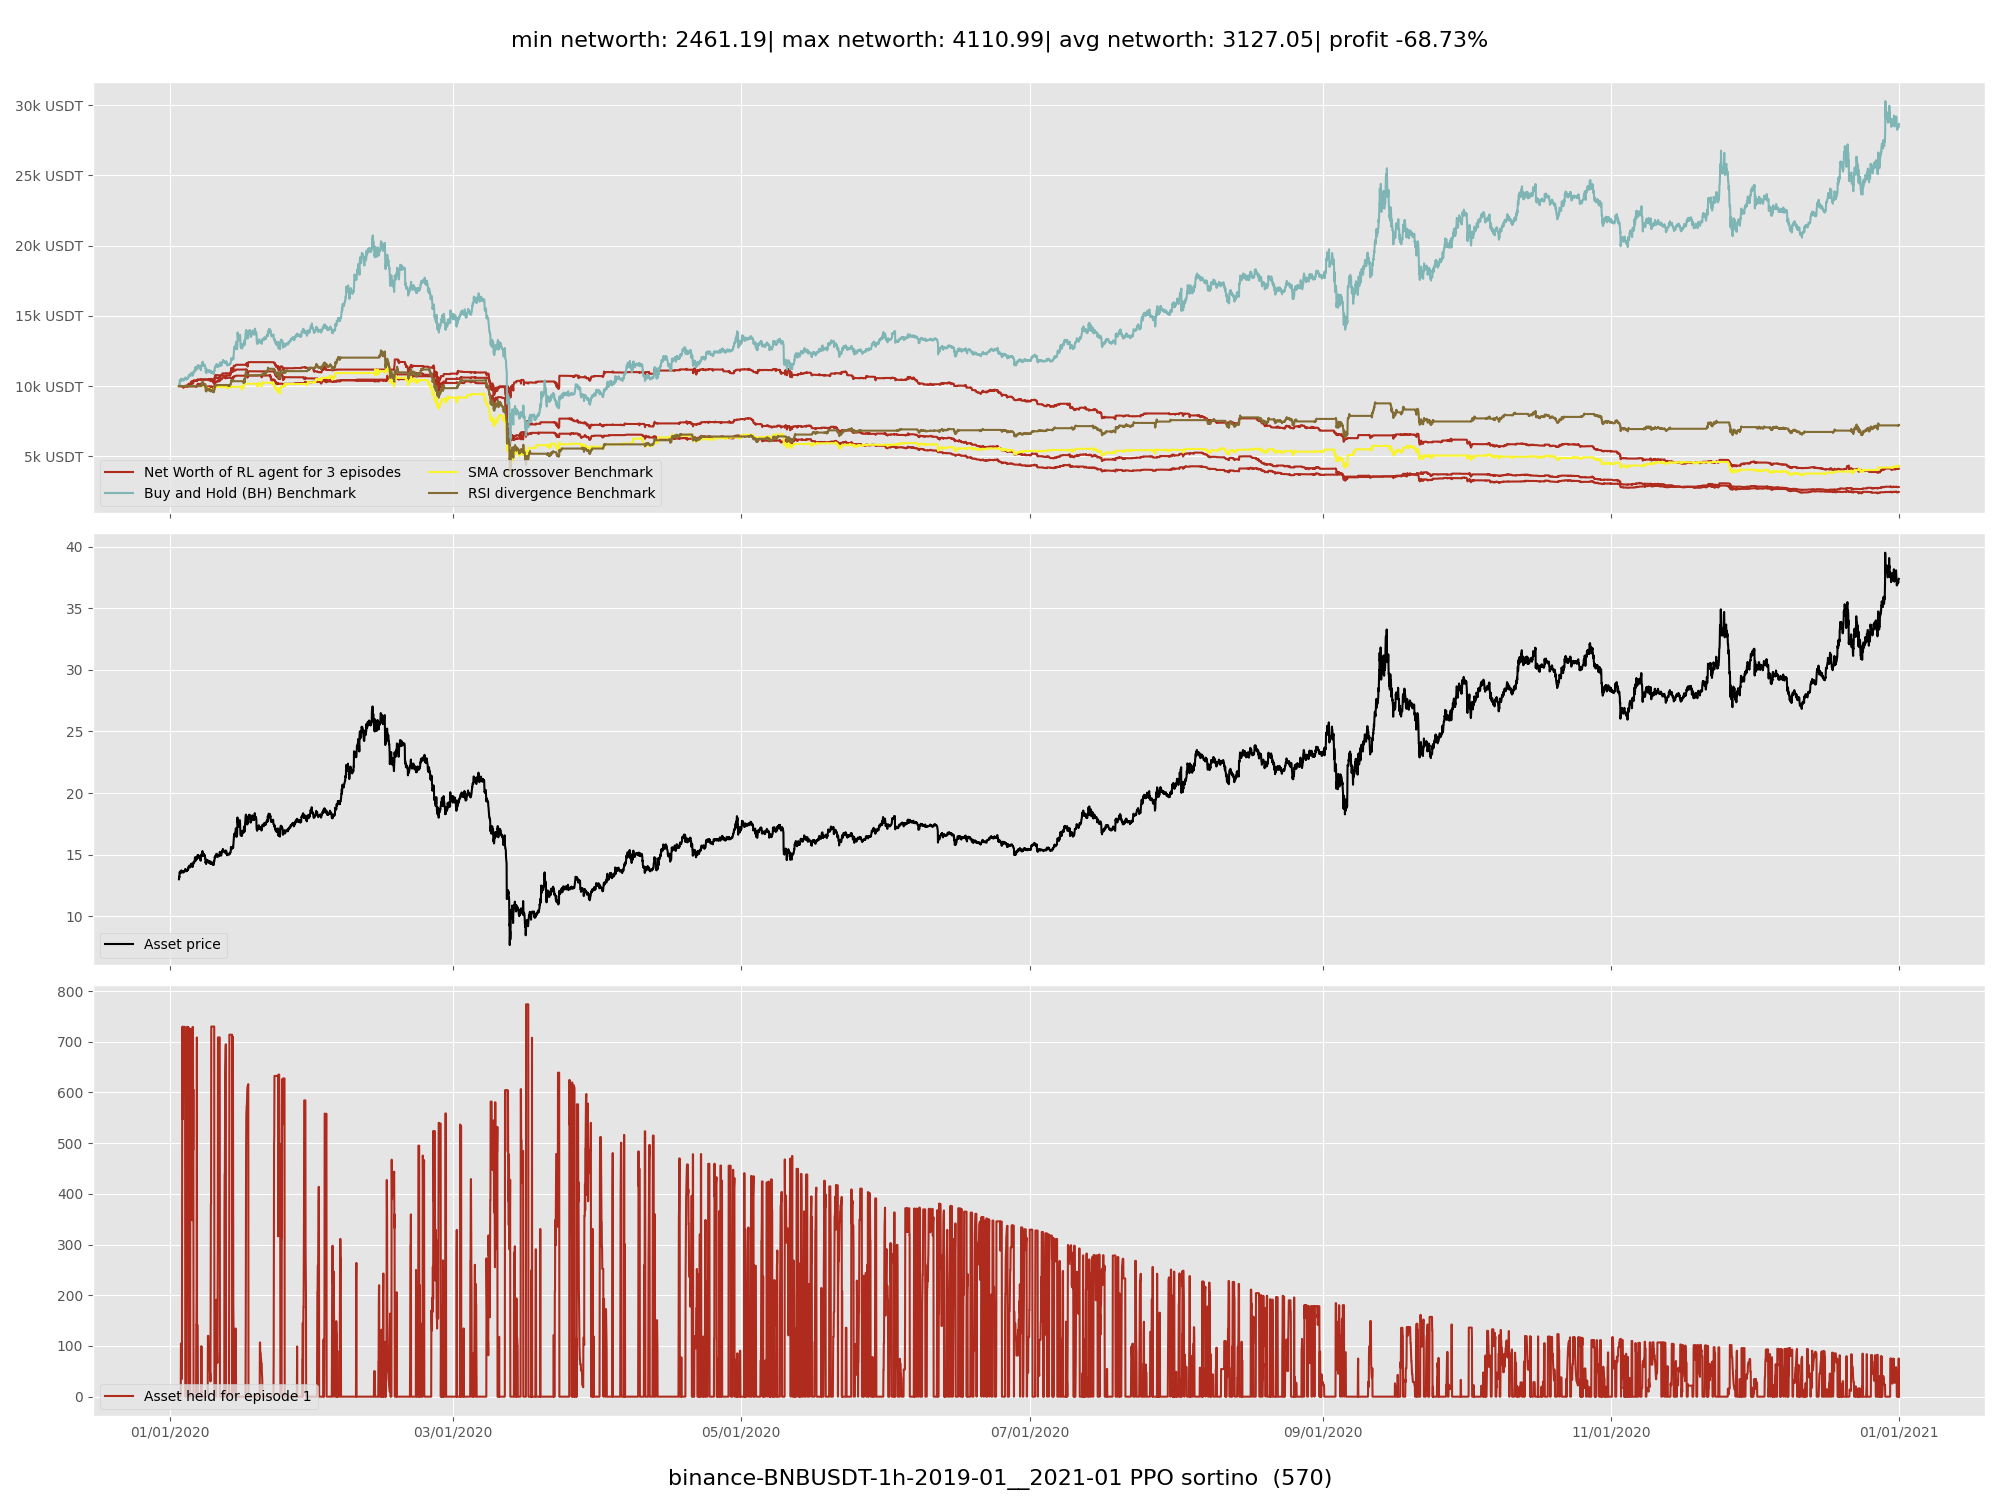 min networth: 2461.19| max networth: 4110.99| avg networth: 3127.05| profit -68.73%
30k USDT
25k USDT
20k USDT
15k USDT
10k USDT
5k USDT
Net Worth of RL agent for 3 episodes
Buy and Hold (BH) Benchmark
SMA crossover Benchmark
RSI divergence Benchmark
40
35
30
25
20
15
10
Asset price
800
700
600
500
400
300
200
100
0
Asset held for episode 1
01/01/2020
03/01/2020
05/01/2020
07/01/2020
09/01/2020
11/01/2020
01/01/2021
binance-BNBUSDT-1h-2019-01__2021-01 PPO sortino (570)